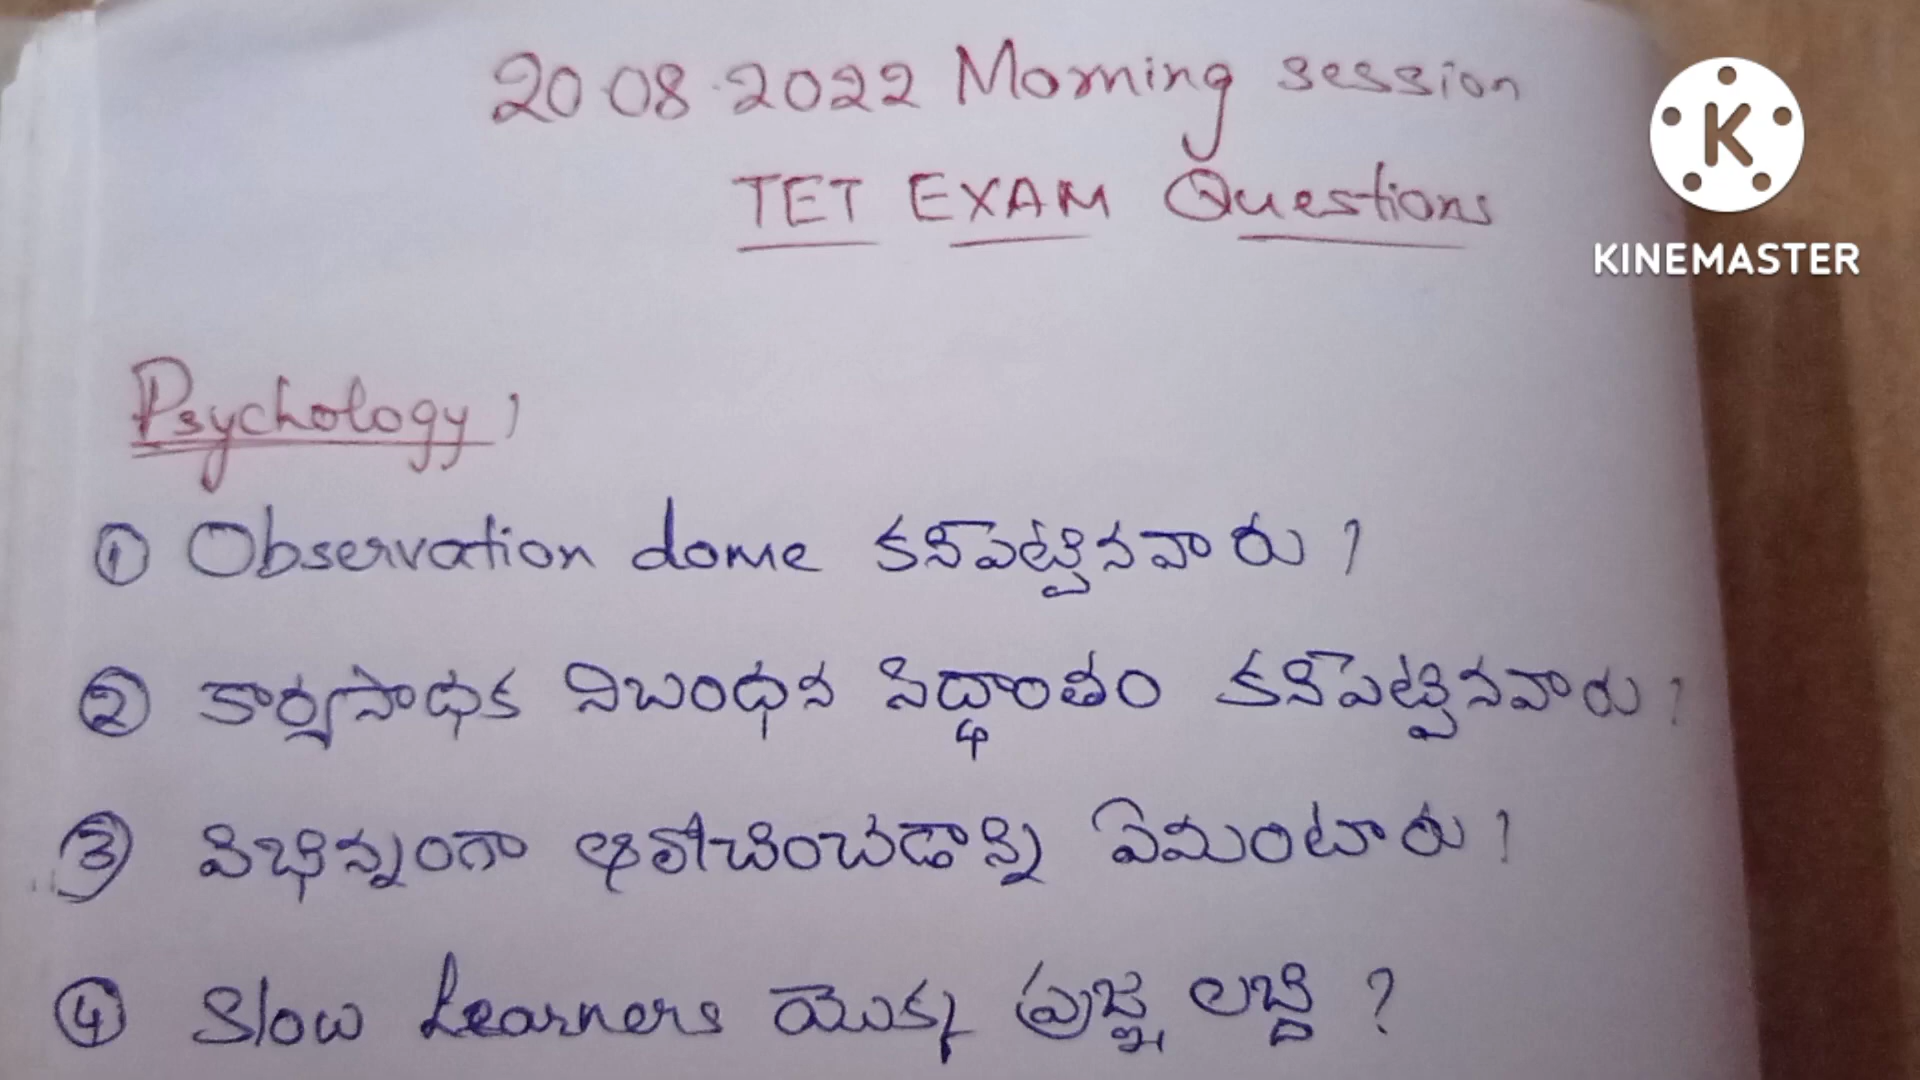 20.08.2022 Morning session
TET EXAM Questions
KINEMASTER
Psychology:
① Observation dome కనిపెట్టినవారు?
② కార్యసాధక నిబంధన సిద్ధాంతం కనిపెట్టినవారు?
③ విభిన్నంగా ఆలోచించడాన్ని ఏమంటారు?
④ Slow Learners యొక్క ప్రజ్ఞ లబ్ది?